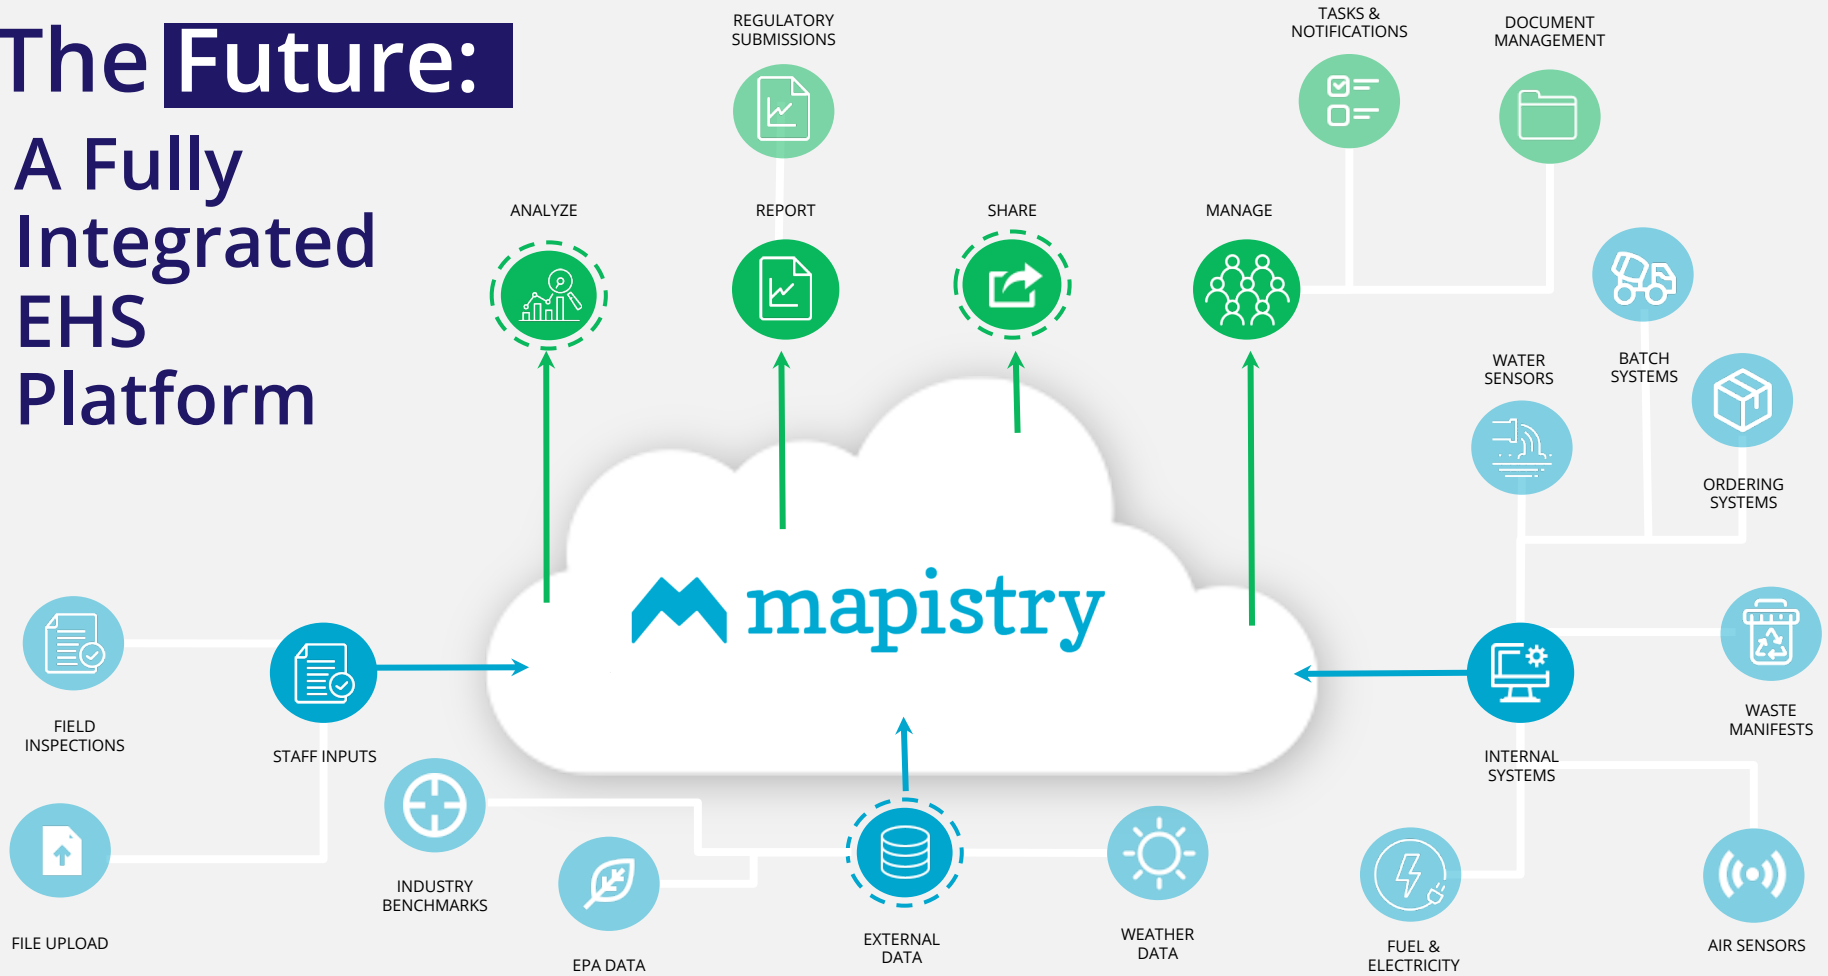 The Future:
A Fully
Integrated
EHS
Platform
REGULATORY
SUBMISSIONS
TASKS &
NOTIFICATIONS
DOCUMENT
MANAGEMENT
ANALYZE
REPORT
SHARE
MANAGE
WATER
SENSORS
BATCH
SYSTEMS
ORDERING
SYSTEMS
mapistry
FIELD
INSPECTIONS
STAFF INPUTS
INTERNAL
SYSTEMS
WASTE
MANIFESTS
FILE UPLOAD
INDUSTRY
BENCHMARKS
EPA DATA
EXTERNAL
DATA
WEATHER
DATA
FUEL &
ELECTRICITY
AIR SENSORS